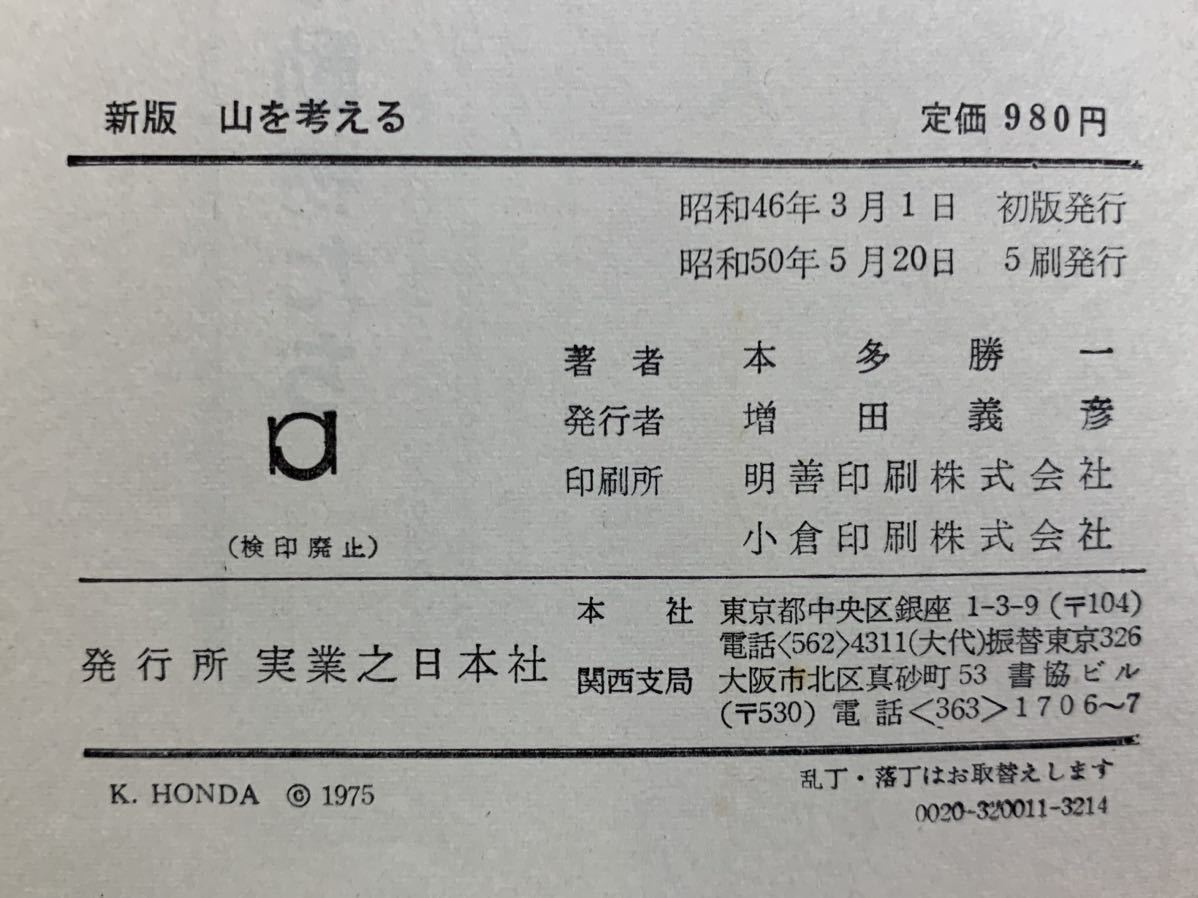 新版 山を考える 定価 980円
昭和46年3月1日 初版発行
昭和50年5月20日 5刷発行
著者 本多勝一
発行者 増田義彦
印刷所 明善印刷株式会社
小倉印刷株式会社
(検印廃止)
発行所 実業之日本社
本社 東京都中央区銀座 1-3-9 (〒104)
電話<562>4311(大代)振替東京326
関西支局 大阪市北区真砂町53 書協ビル
(〒530) 電話<363>1706~7
K. HONDA © 1975
乱丁・落丁はお取替えします
0020-320011-3214